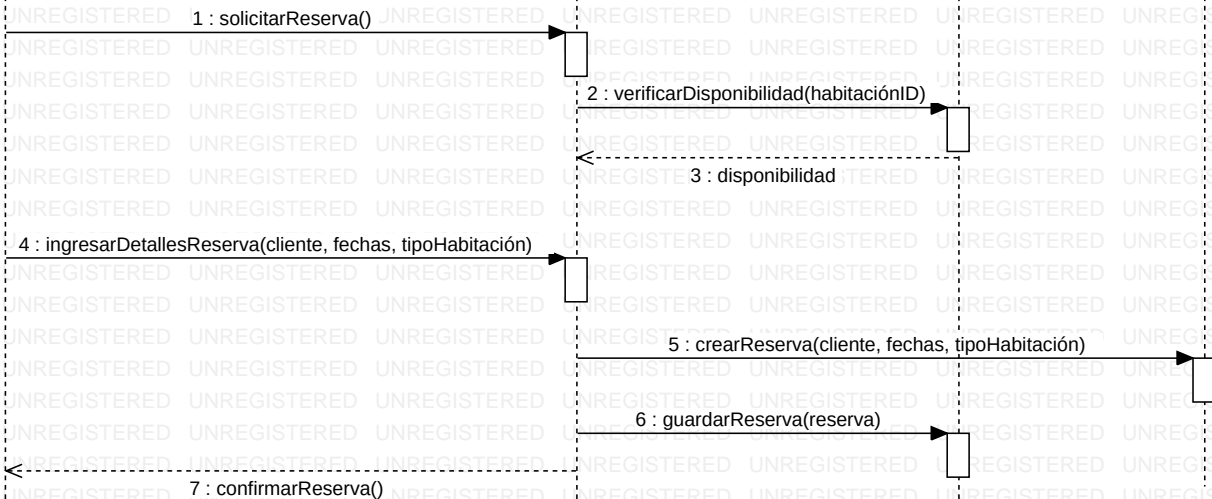 1 : solicitarReserva()
2 : verificarDisponibilidad(habitaciónID)
3 : disponibilidad
4 : ingresarDetallesReserva(cliente, fechas, tipoHabitación)
5 : crearReserva(cliente, fechas, tipoHabitación)
6 : guardarReserva(reserva)
7 : confirmarReserva()
UNREGISTERED